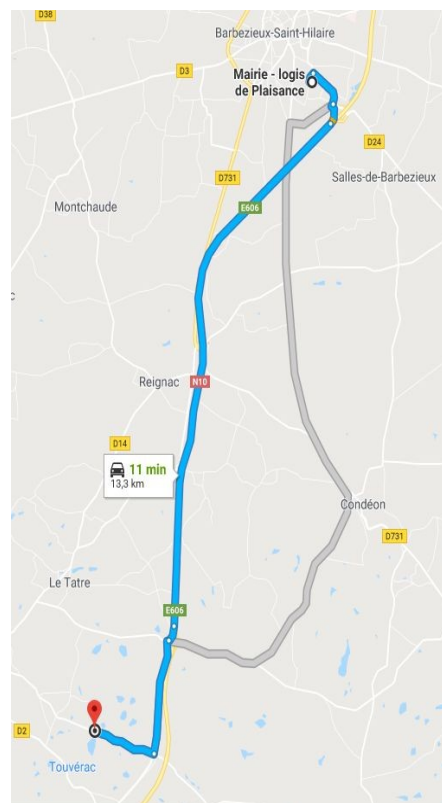 D38
Barbezieux-Saint-Hilaire
D3
Mairie - logis
de Plaisance
D24
D731
Salles-de-Barbezieux
Montchaude
E606
Reignac
N10
D14
11 min
13,3 km
Condéon
D731
Le Tatre
E606
D2
Touvérac